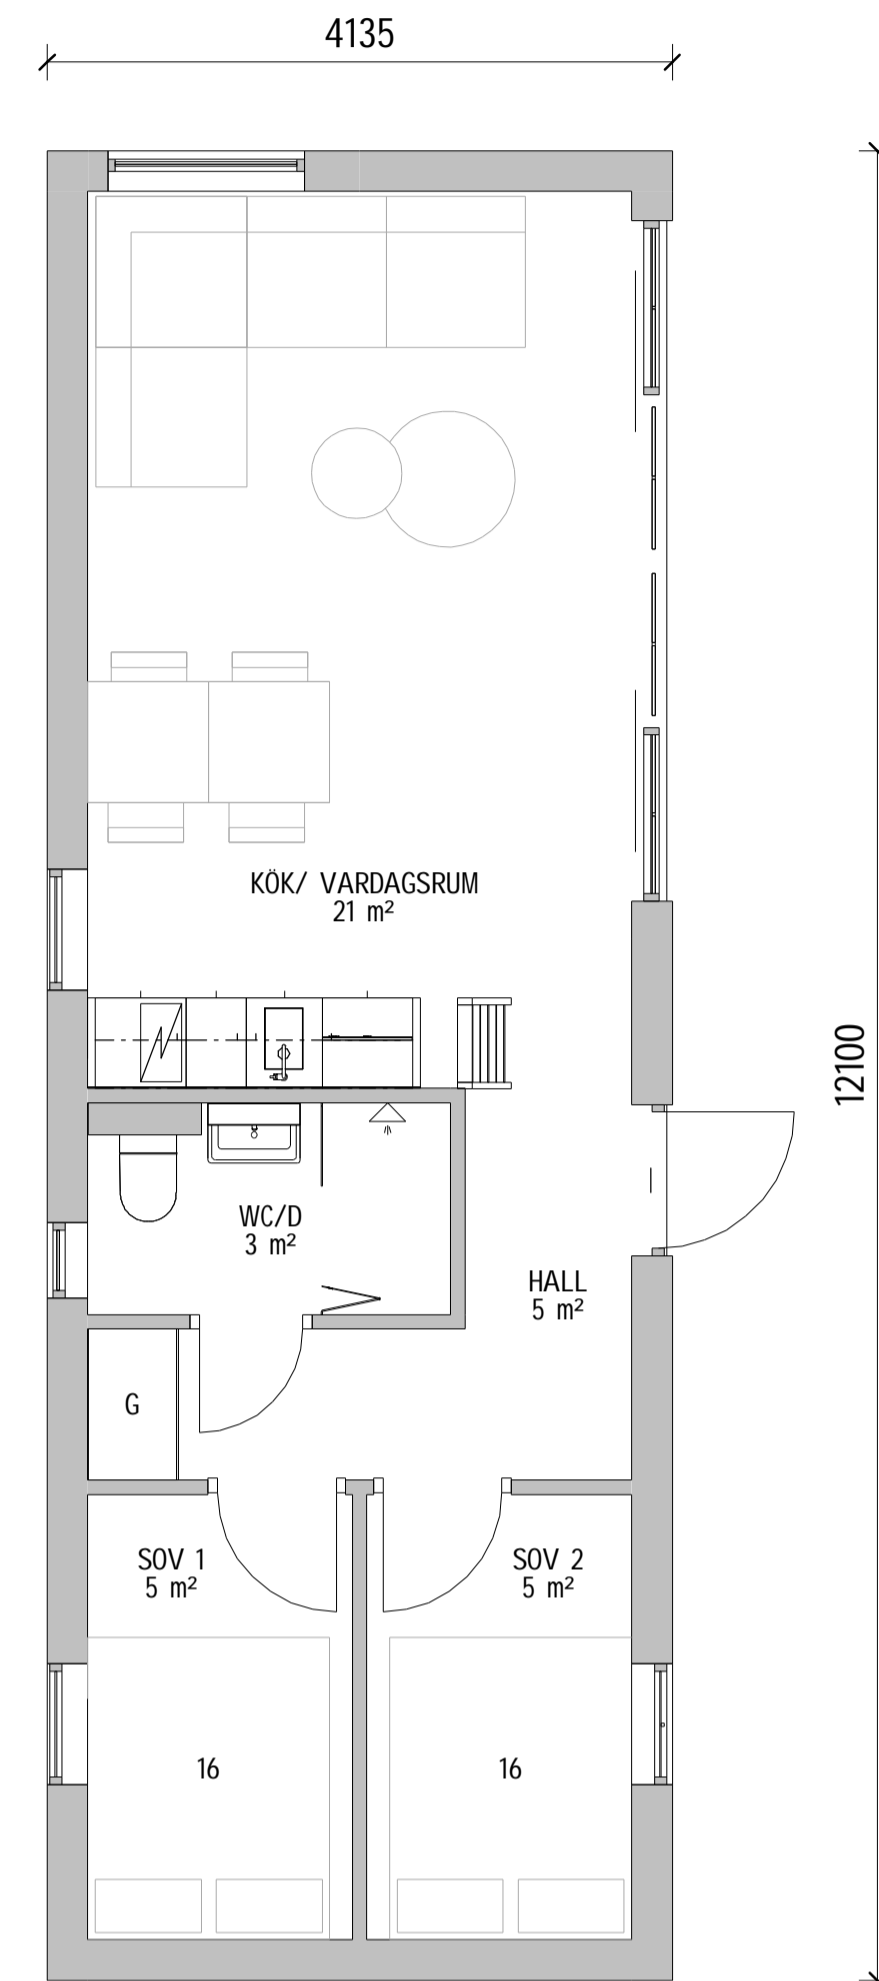 4135
KÖK/ VARDAGSRUM
21 m²
12100
WC/D
3 m²
HALL
5 m²
G
SOV 1
5 m²
SOV 2
5 m²
16
16